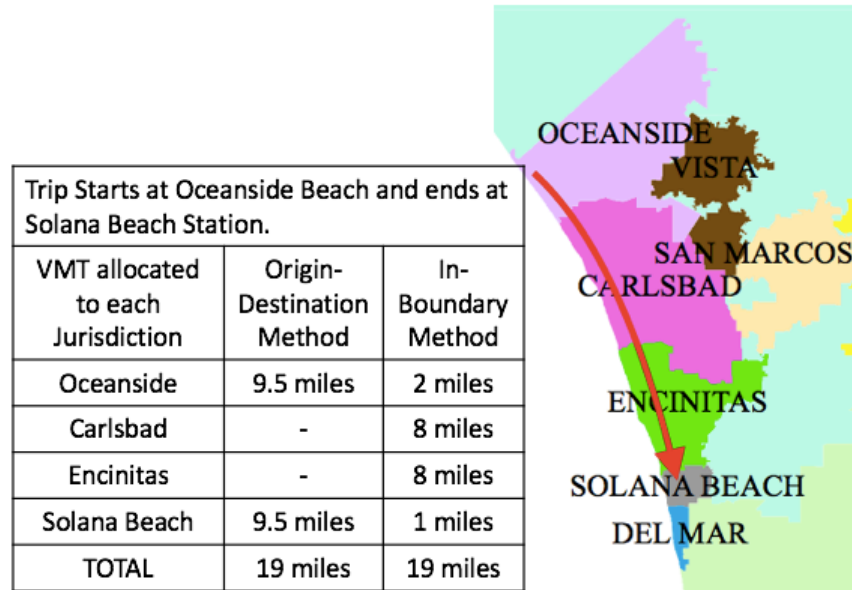 Trip Starts at Oceanside Beach and ends at
Solana Beach Station.
VMT allocated
to each
Jurisdiction
Origin-
Destination
Method
In-
Boundary
Method
Oceanside 9.5 miles 2 miles
Carlsbad - 8 miles
Encinitas - 8 miles
Solana Beach 9.5 miles 1 miles
TOTAL 19 miles 19 miles
OCEANSIDE
VISTA
SAN MARCOS
CARLSBAD
ENCINITAS
SOLANA BEACH
DEL MAR